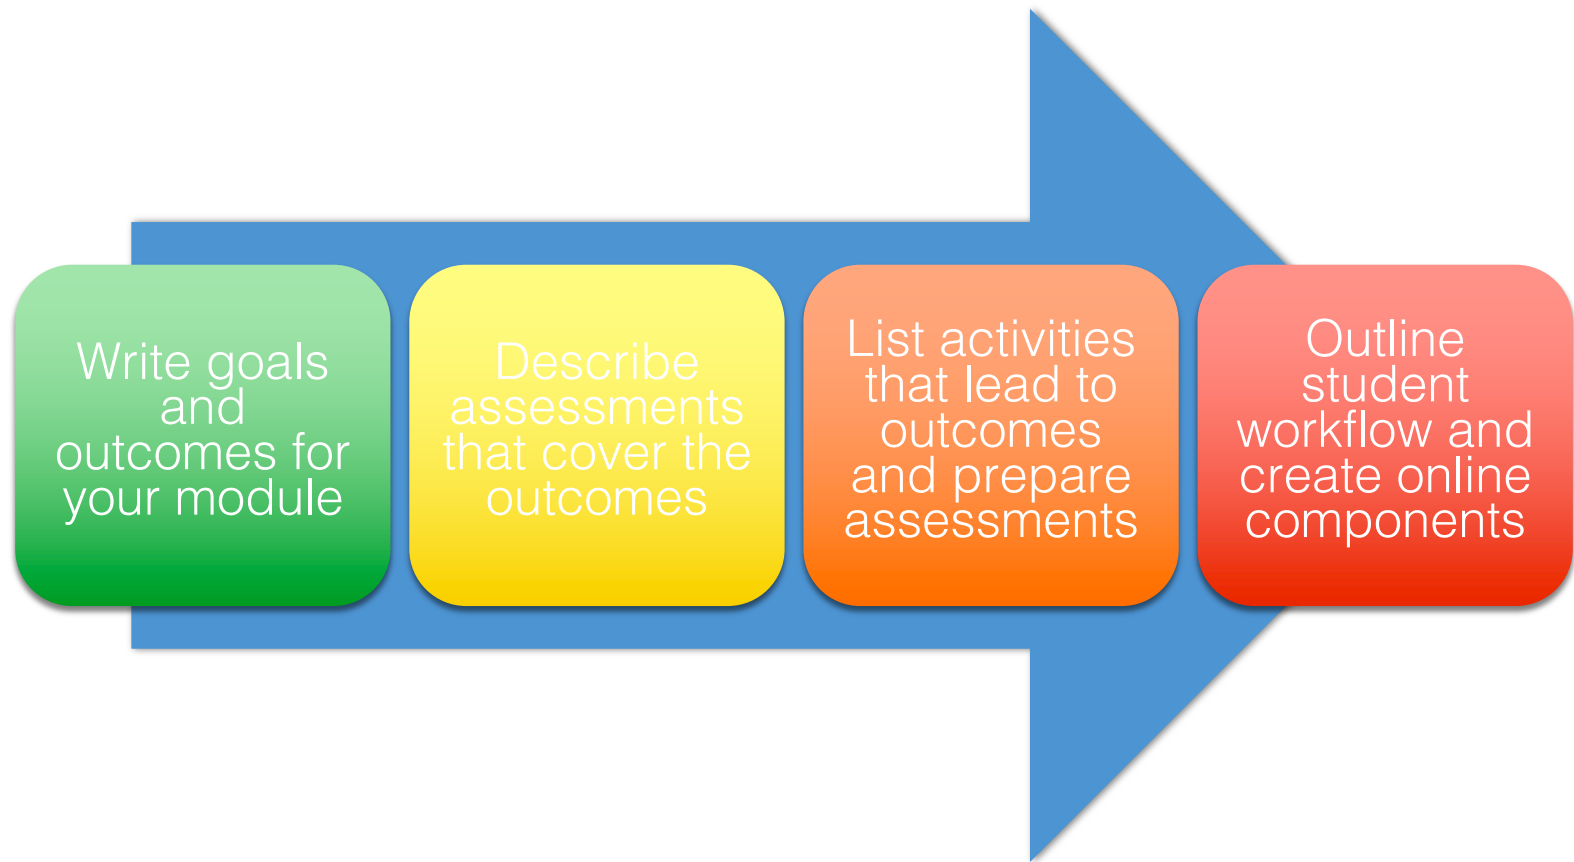 Write goals
and
outcomes for
your module
Describe
assessments
that cover the
outcomes
List activities
that lead to
outcomes
and prepare
assessments
Outline
student
workflow and
create online
components